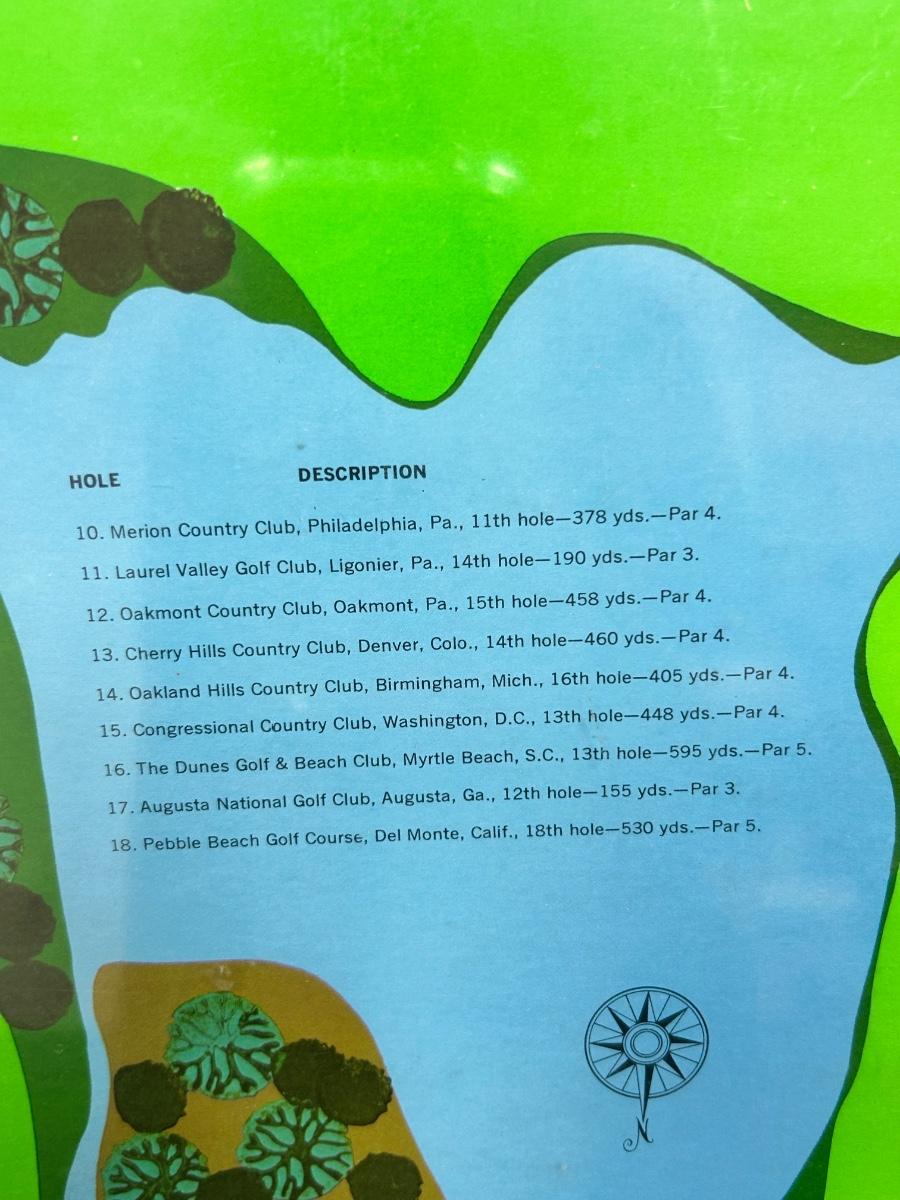 HOLE DESCRIPTION
10. Merion Country Club, Philadelphia, Pa., 11th hole—378 yds.—Par 4.
11. Laurel Valley Golf Club, Ligonier, Pa., 14th hole—190 yds.—Par 3.
12. Oakmont Country Club, Oakmont, Pa., 15th hole—458 yds.—Par 4.
13. Cherry Hills Country Club, Denver, Colo., 14th hole—460 yds.—Par 4.
14. Oakland Hills Country Club, Birmingham, Mich., 16th hole—405 yds.—Par 4.
15. Congressional Country Club, Washington, D.C., 13th hole—448 yds.—Par 4.
16. The Dunes Golf & Beach Club, Myrtle Beach, S.C., 13th hole—595 yds.—Par 5.
17. Augusta National Golf Club, Augusta, Ga., 12th hole—155 yds.—Par 3.
18. Pebble Beach Golf Course, Del Monte, Calif., 18th hole—530 yds.—Par 5.
N